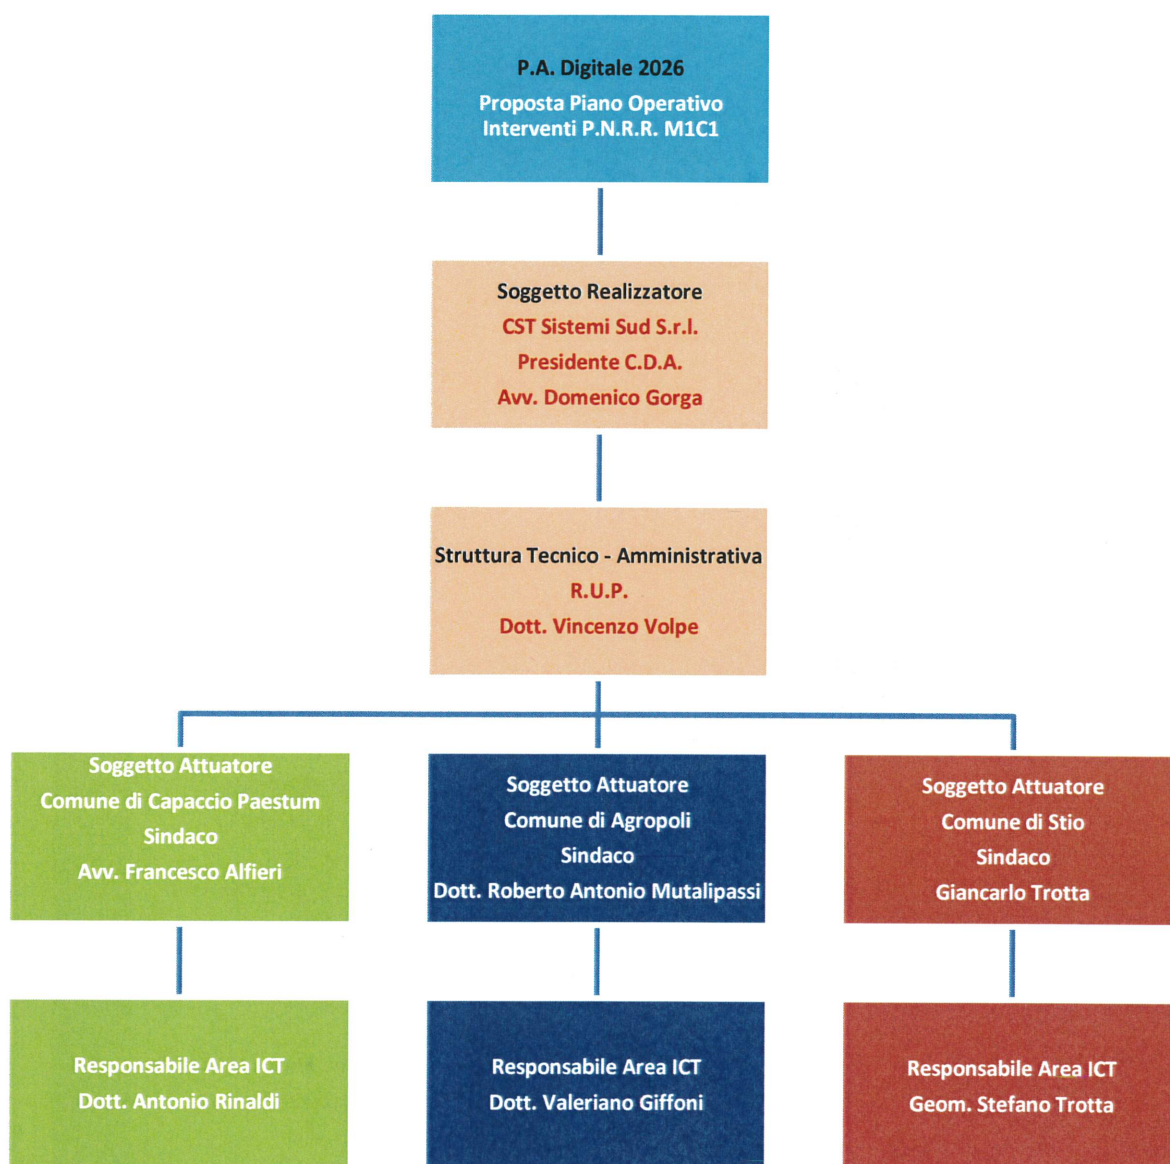 P.A. Digitale 2026
Proposta Piano Operativo
Interventi P.N.R.R. M1C1
Soggetto Realizzatore
CST Sistemi Sud S.r.l.
Presidente C.D.A.
Avv. Domenico Gorga
Struttura Tecnico - Amministrativa
R.U.P.
Dott. Vincenzo Volpe
Soggetto Attuatore
Comune di Capaccio Paestum
Sindaco
Avv. Francesco Alfieri
Soggetto Attuatore
Comune di Agropoli
Sindaco
Dott. Roberto Antonio Mutalipassi
Soggetto Attuatore
Comune di Stio
Sindaco
Giancarlo Trotta
Responsabile Area ICT
Dott. Antonio Rinaldi
Responsabile Area ICT
Dott. Valeriano Giffoni
Responsabile Area ICT
Geom. Stefano Trotta